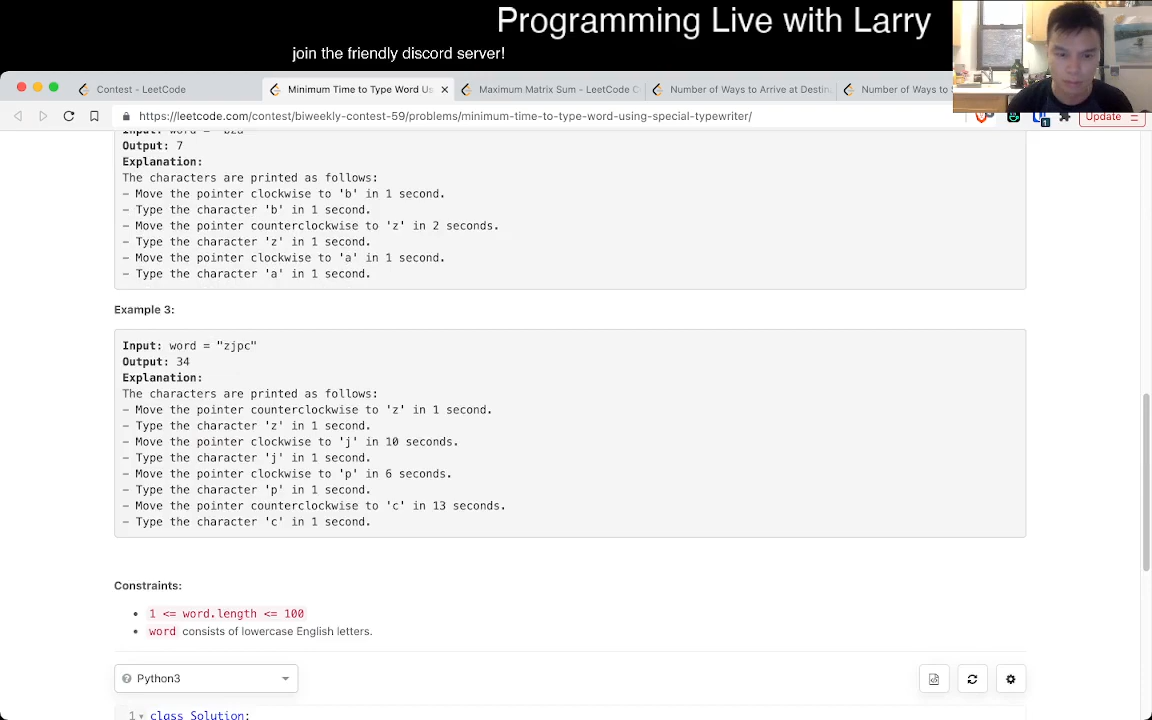 Programming Live with Larry
join the friendly discord server!
Contest - LeetCode
Minimum Time to Type Word Us
Maximum Matrix Sum - LeetCode C
Number of Ways to Arrive at Destin
Number of Ways to
https://leetcode.com/contest/biweekly-contest-59/problems/minimum-time-to-type-word-using-special-typewriter/
Update
Input: word = "bza"
Output: 7
Explanation:
The characters are printed as follows:
- Move the pointer clockwise to 'b' in 1 second.
- Type the character 'b' in 1 second.
- Move the pointer counterclockwise to 'z' in 2 seconds.
- Type the character 'z' in 1 second.
- Move the pointer clockwise to 'a' in 1 second.
- Type the character 'a' in 1 second.
Example 3:
Input: word = "zjpc"
Output: 34
Explanation:
The characters are printed as follows:
- Move the pointer counterclockwise to 'z' in 1 second.
- Type the character 'z' in 1 second.
- Move the pointer clockwise to 'j' in 10 seconds.
- Type the character 'j' in 1 second.
- Move the pointer clockwise to 'p' in 6 seconds.
- Type the character 'p' in 1 second.
- Move the pointer counterclockwise to 'c' in 13 seconds.
- Type the character 'c' in 1 second.
Constraints:
1 <= word.length <= 100
word consists of lowercase English letters.
Python3
1 class Solution: